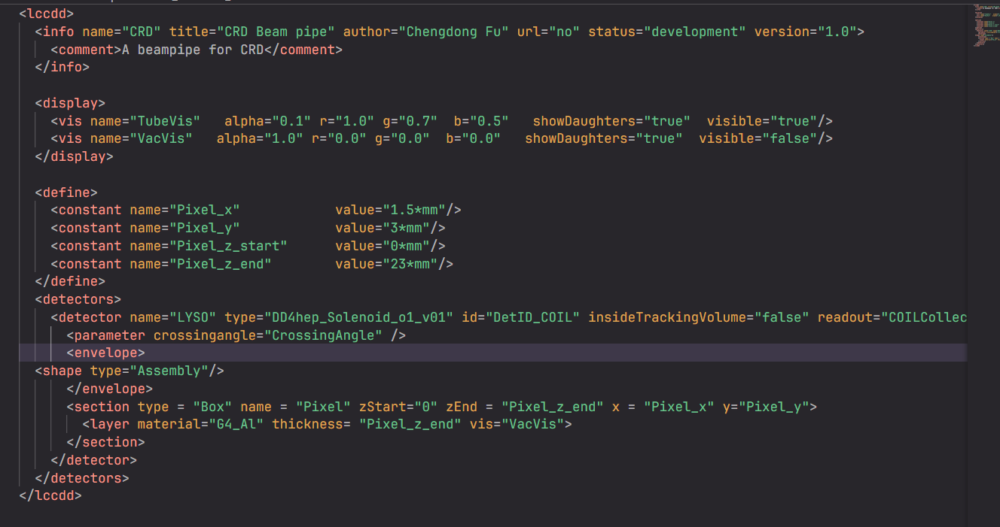 <lccdd>
<info name="CRD" title="CRD Beam pipe" author="Chengdong Fu" url="no" status="development" version="1.0">
<comment>A beampipe for CRD</comment>
</info>
<display>
<vis name="TubeVis" alpha="0.1" r="1.0" g="0.7" b="0.5" showDaughters="true" visible="true"/>
<vis name="VacVis" alpha="1.0" r="0.0" g="0.0" b="0.0" showDaughters="true" visible="false"/>
</display>
<define>
<constant name="Pixel_x" value="1.5*mm"/>
<constant name="Pixel_y" value="3*mm"/>
<constant name="Pixel_z_start" value="0*mm"/>
<constant name="Pixel_z_end" value="23*mm"/>
</define>
<detectors>
<detector name="LYSO" type="DD4hep_Solenoid_o1_v01" id="DetID_COIL" insideTrackingVolume="false" readout="COILCollec
<parameter crossingangle="CrossingAngle" />
<envelope>
<shape type="Assembly"/>
</envelope>
<section type = "Box" name = "Pixel" zStart="0" zEnd = "Pixel_z_end" x = "Pixel_x" y="Pixel_y">
<layer material="G4_Al" thickness= "Pixel_z_end" vis="VacVis">
</section>
</detector>
</detectors>
</lccdd>